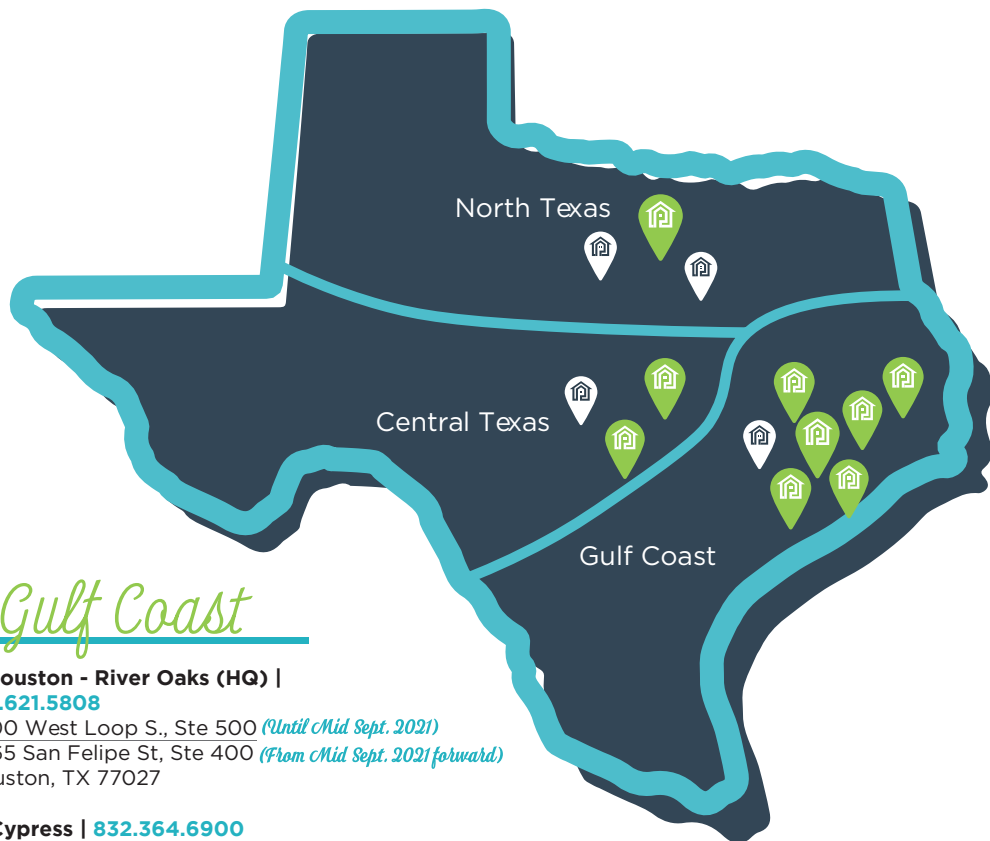 North Texas
Central Texas
Gulf Coast
Gulf Coast
ouston - River Oaks (HQ) |
.621.5808
00 West Loop S., Ste 500 (Until Mid Sept. 2021)
55 San Felipe St, Ste 400 (From Mid Sept. 2021 forward)
uston, TX 77027
Cypress | 832.364.6900